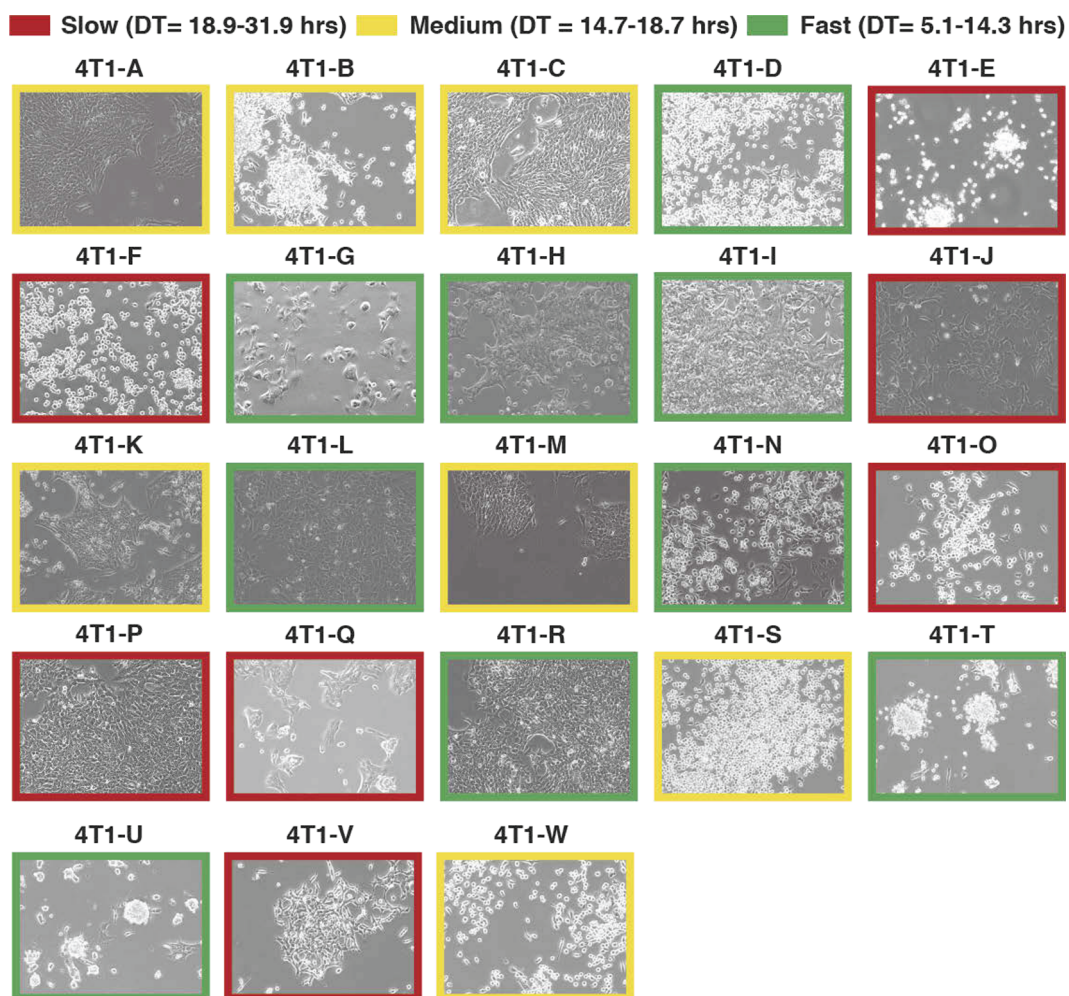 Slow (DT= 18.9-31.9 hrs) Medium (DT = 14.7-18.7 hrs) Fast (DT= 5.1-14.3 hrs)
4T1-A 4T1-B 4T1-C 4T1-D 4T1-E
4T1-F 4T1-G 4T1-H 4T1-I 4T1-J
4T1-K 4T1-L 4T1-M 4T1-N 4T1-O
4T1-P 4T1-Q 4T1-R 4T1-S 4T1-T
4T1-U 4T1-V 4T1-W